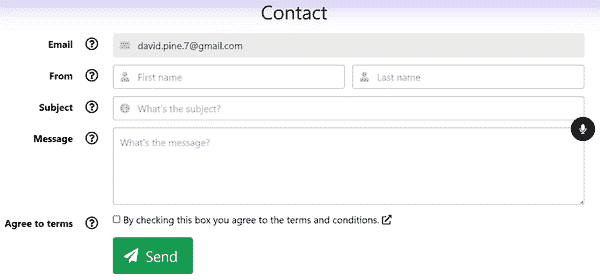 Contact
Email david.pine.7@gmail.com
From First name Last name
Subject What's the subject?
Message What's the message?
Agree to terms By checking this box you agree to the terms and conditions.
Send